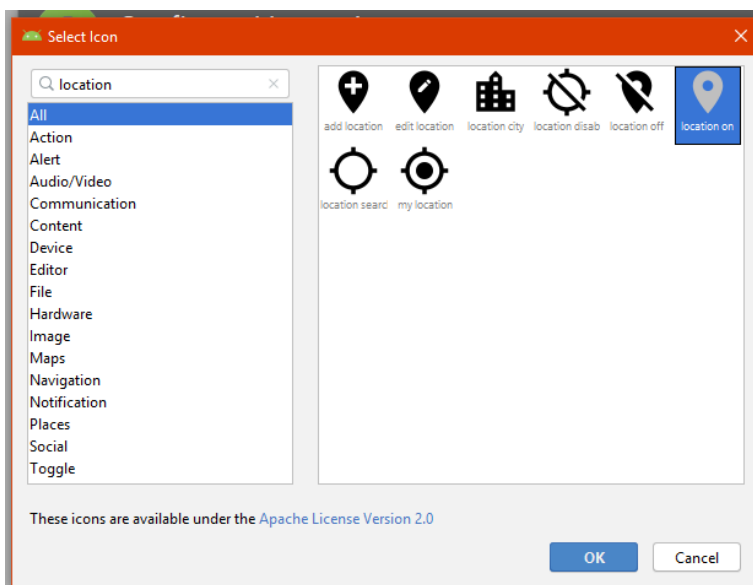 Select Icon
location
All
Action
Alert
Audio/Video
Communication
Content
Device
Editor
File
Hardware
Image
Maps
Navigation
Notification
Places
Social
Toggle
add location
edit location
location city
location disab
location off
location on
location searc
my location
These icons are available under the Apache License Version 2.0
OK
Cancel